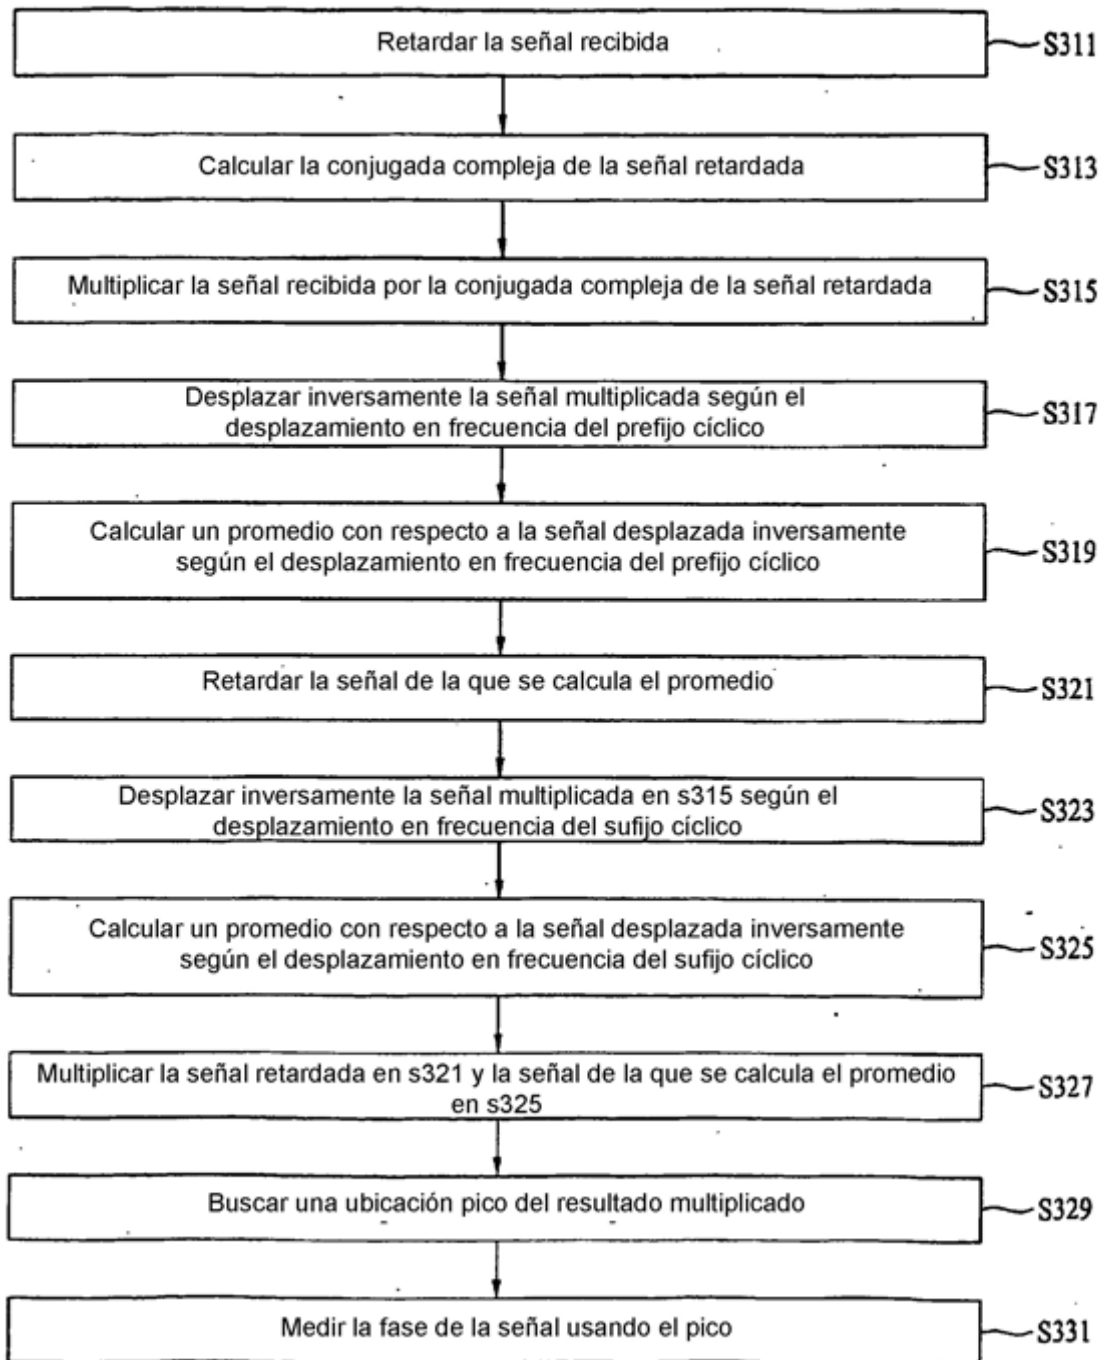 Retardar la señal recibida
S311
Calcular la conjugada compleja de la señal retardada
S313
Multiplicar la señal recibida por la conjugada compleja de la señal retardada
S315
Desplazar inversamente la señal multiplicada según el
desplazamiento en frecuencia del prefijo cíclico
S317
Calcular un promedio con respecto a la señal desplazada inversamente
según el desplazamiento en frecuencia del prefijo cíclico
S319
Retardar la señal de la que se calcula el promedio
S321
Desplazar inversamente la señal multiplicada en s315 según el
desplazamiento en frecuencia del sufijo cíclico
S323
Calcular un promedio con respecto a la señal desplazada inversamente
según el desplazamiento en frecuencia del sufijo cíclico
S325
Multiplicar la señal retardada en s321 y la señal de la que se calcula el promedio
en s325
S327
Buscar una ubicación pico del resultado multiplicado
S329
Medir la fase de la señal usando el pico
S331